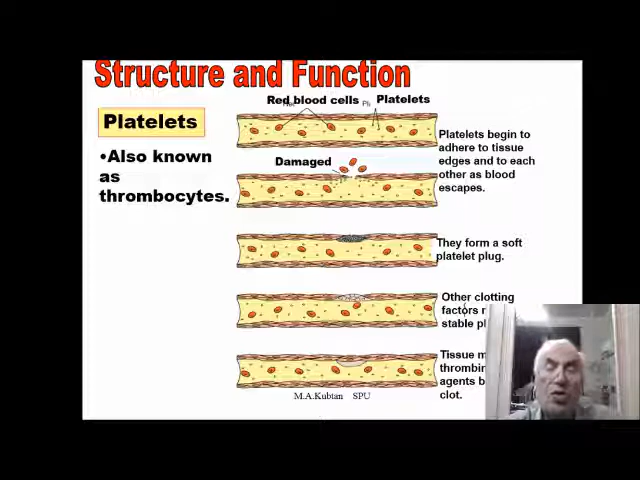 Structure and Function
Platelets
•Also known
as
thrombocytes.
Red blood cells
Platelets
Damaged
Platelets begin to
adhere to tissue
edges and to each
other as blood
escapes.
They form a soft
platelet plug.
Other clotting
factors
stable
Tissue
agents
clot.
M.A.Kubtan SPU